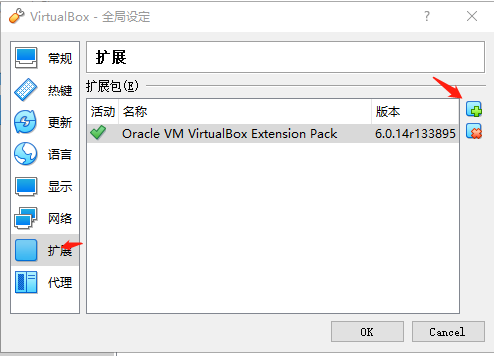 VirtualBox - 全局设定
?
常规
热键
更新
语言
显示
网络
扩展
代理
扩展
扩展包(E)
活动 名称 版本
Oracle VM VirtualBox Extension Pack 6.0.14r133895
OK Cancel